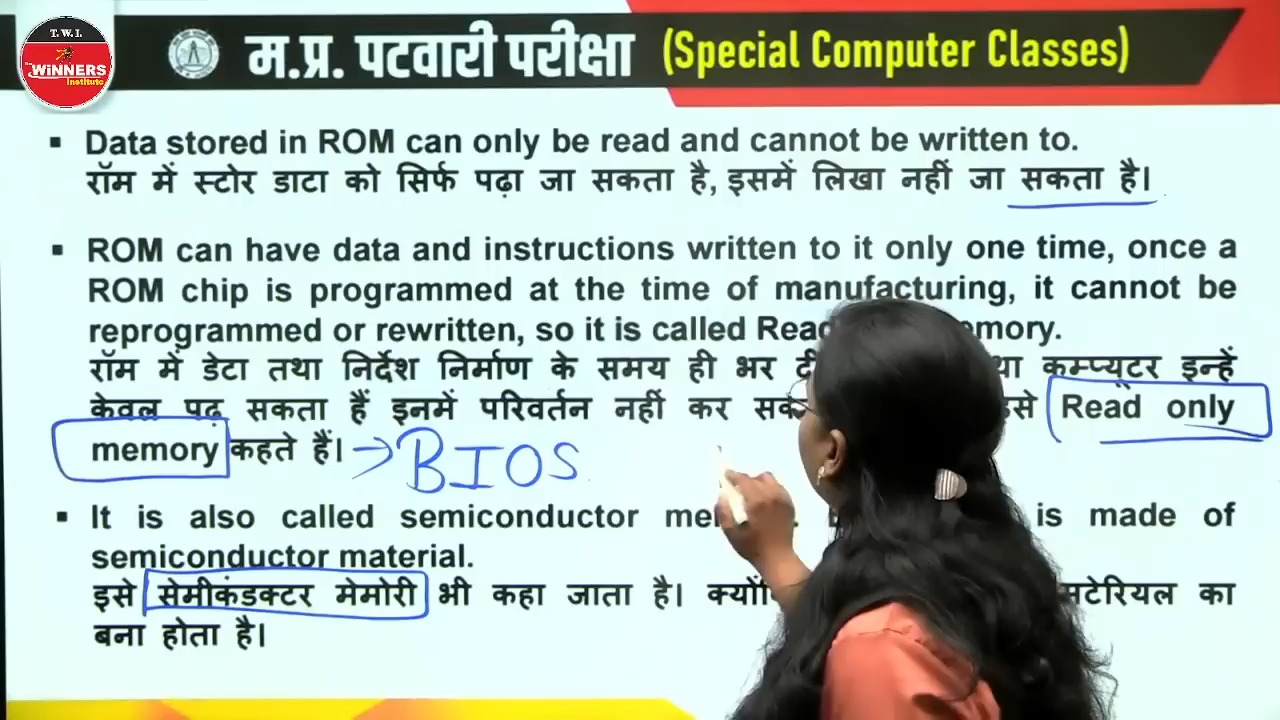 T.W.I.
The WiNNERS
institute
म.प्र. पटवारी परीक्षा (Special Computer Classes)
▪ Data stored in ROM can only be read and cannot be written to.
रॉम में स्टोर डाटा को सिर्फ पढ़ा जा सकता है, इसमें लिखा नहीं जा सकता है।
▪ ROM can have data and instructions written to it only one time, once a
ROM chip is programmed at the time of manufacturing, it cannot be
reprogrammed or rewritten, so it is called Read memory.
रॉम में डेटा तथा निर्देश निर्माण के समय ही भर कम्प्यूटर इन्हें
केवल पढ़ सकता हैं इनमें परिवर्तन नहीं कर Read only
memory कहते हैं। → BIOS
▪ It is also called semiconductor is made of
semiconductor material.
इसे सेमीकंडक्टर मेमोरी भी कहा जाता है। का
बना होता है।